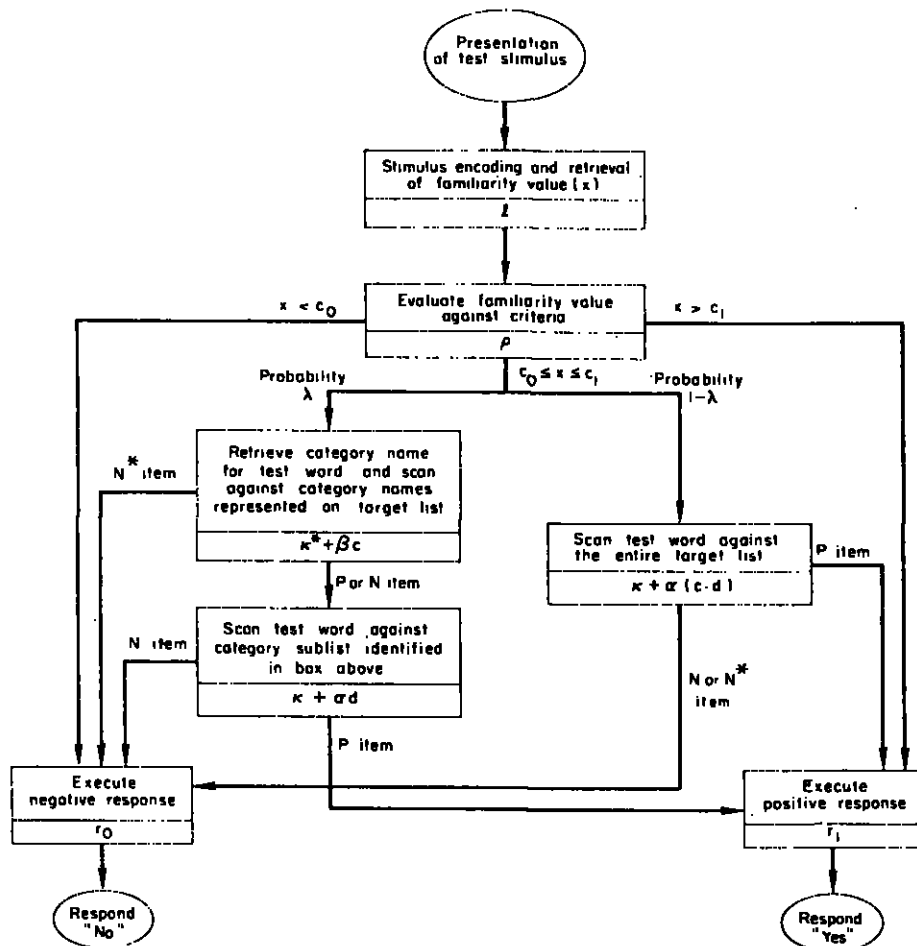 Presentation
of test stimulus
Stimulus encoding and retrieval
of familiarity value (x)
ℓ
x < c₀
Evaluate familiarity value
against criteria
x > c₁
ρ
c₀ ≤ x ≤ c₁
Probability
λ
Probability
1-λ
Retrieve category name
for test word and scan
against category names
represented on target list
κ* + βc
N* item
Scan test word against
the entire target list
κ + α (c·d)
P item
P or N item
N item
Scan test word against
category sublist identified
in box above
κ + αd
N or N*
item
P item
Execute
negative response
r₀
Execute
positive response
r₁
Respond
"No"
Respond
"Yes"